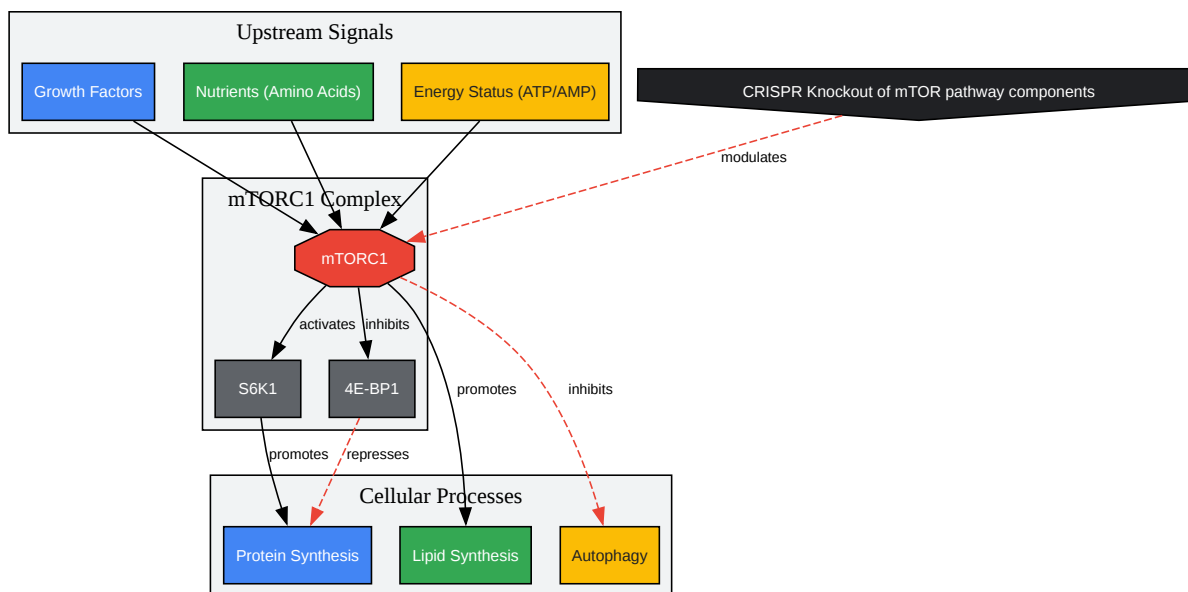 Upstream Signals
Growth Factors
Nutrients (Amino Acids)
Energy Status (ATP/AMP)
CRISPR Knockout of mTOR pathway components
modulates
mTORC1 Complex
mTORC1
activates
inhibits
S6K1
4E-BP1
promotes
inhibits
promotes
represses
Cellular Processes
Protein Synthesis
Lipid Synthesis
Autophagy